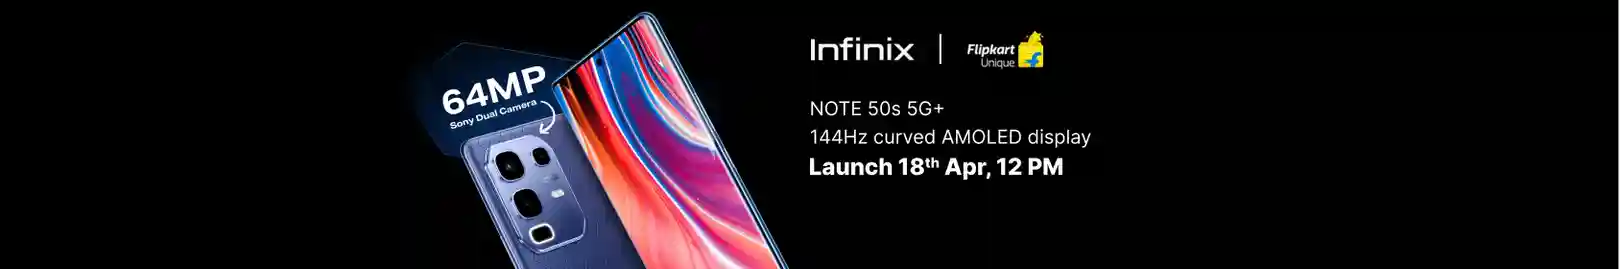 64MP
Sony Dual Camera
Infinix
Flipkart
Unique
NOTE 50s 5G+
144Hz curved AMOLED display
Launch 18th Apr, 12 PM